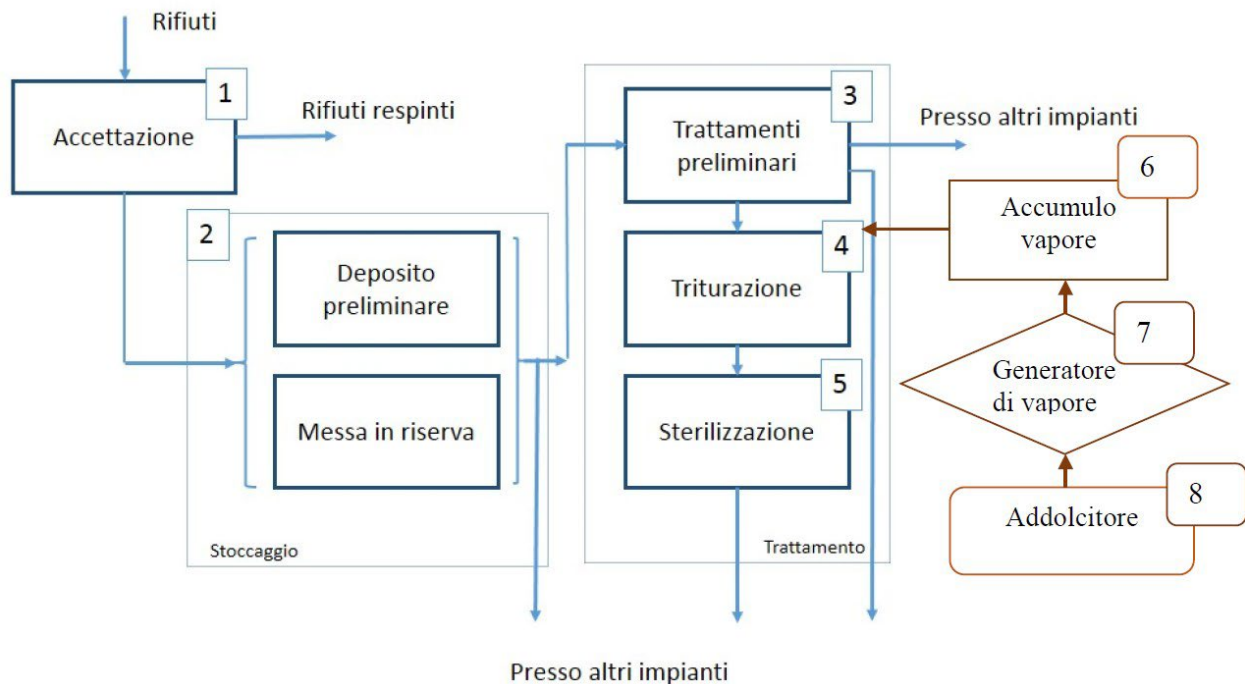 Rifiuti
1
Accettazione
Rifiuti respinti
2
Deposito
preliminare
Messa in riserva
Stoccaggio
3
Trattamenti
preliminari
Presso altri impianti
4
Triturazione
5
Sterilizzazione
Trattamento
6
Accumulo
vapore
7
Generatore
di vapore
8
Addolcitore
Presso altri impianti